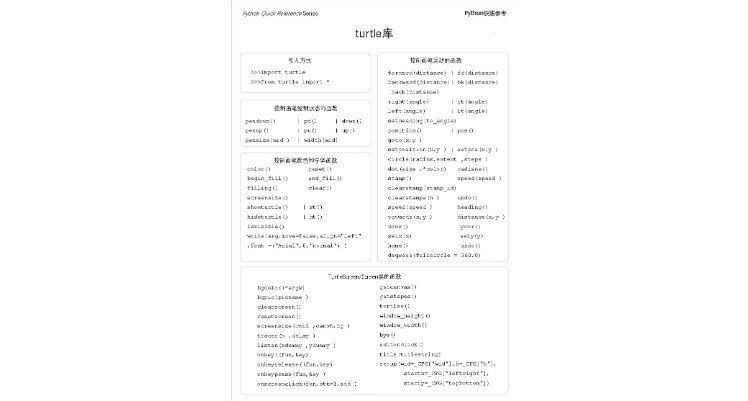 Python Quick Reference Series
Python快速参考
turtle库
引入方式
>>>import turtle
>>>from turtle import *
控制画笔绘制状态的函数
pendown() | pd() | down()
penup() | pu() | up()
pensize(wid ) | width(wid)
控制画笔颜色和字体函数
color() reset()
begin_fill() end_fill()
filling() clear()
screensize()
showturtle() | st()
hideturtle() | ht()
isvisible()
write(arg,move=false,align="left"
,font =("Arial",8,"normal") )
控制画笔运动的函数
forward(distance) | fd(distance)
backward(distance)| bk(distance)
back(distance)
right(angle) | rt(angle)
left(angle) | lt(angle)
setheading(to_angle)
position() | pos()
goto(x,y )
setposition(x,y ) | setpos(x,y )
circle(radius,extent ,steps )
dot(size ,*color) radians()
stamp() speed(speed )
clearstamp(stamp_id)
clearstamps(n ) undo()
speed(speed ) heading()
towards(x,y ) distance(x,y )
xcor() ycor()
setx(x) sety(y)
home() undo()
degrees(fullcircle = 360.0)
TurtleScreen/Screen类的函数
bgcolor(*args)
bgpic(picname )
clearscreen()
resetscreen()
screensize(cwid ,canvh,bg )
tracer(n ,delay )
listen(xdummy ,ydummy )
onkey((fun,key)
onkeyrelease((fun,key)
onkeypress(fun,key )
onscreenclick(fun,btn=1,add )
getcanvas()
getshapes()
turtles()
window_height()
window_width()
bye()
exitonclick()
title(titlestring)
setup(wid=_CFG["wid"],h=_CFG["h"],
startx=_CFG["leftright"],
starty=_CFG["topbottom"])